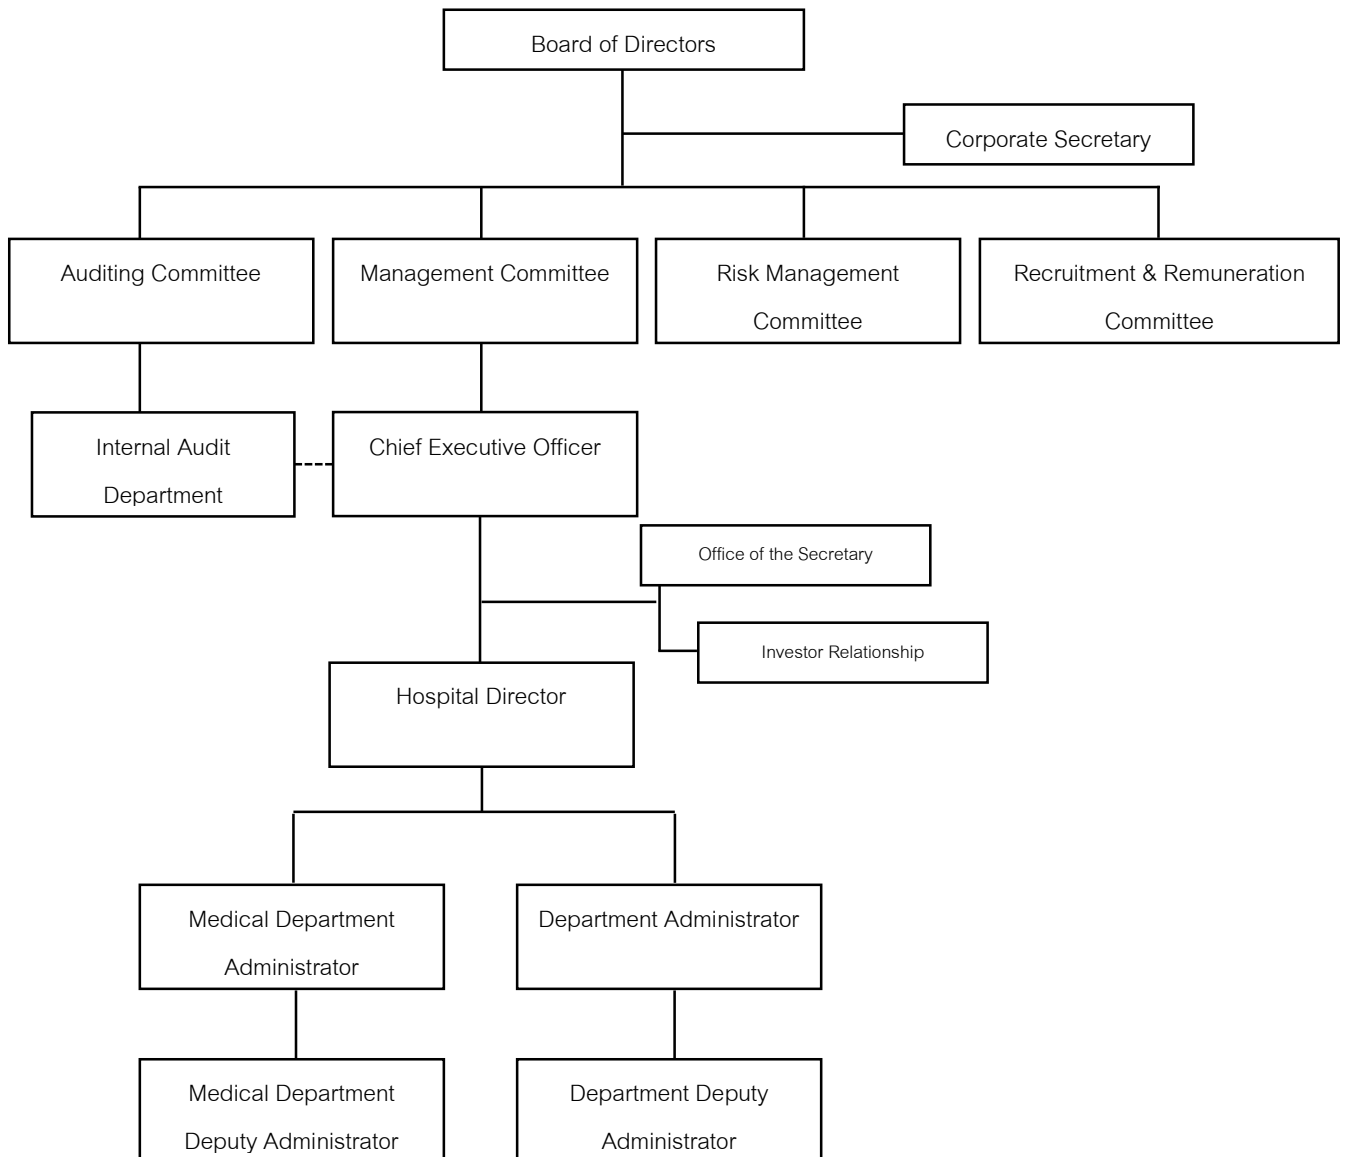 Board of Directors
Corporate Secretary
Auditing Committee
Management Committee
Risk Management
Committee
Recruitment & Remuneration
Committee
Internal Audit
Department
Chief Executive Officer
Office of the Secretary
Investor Relationship
Hospital Director
Medical Department
Administrator
Department Administrator
Medical Department
Deputy Administrator
Department Deputy
Administrator